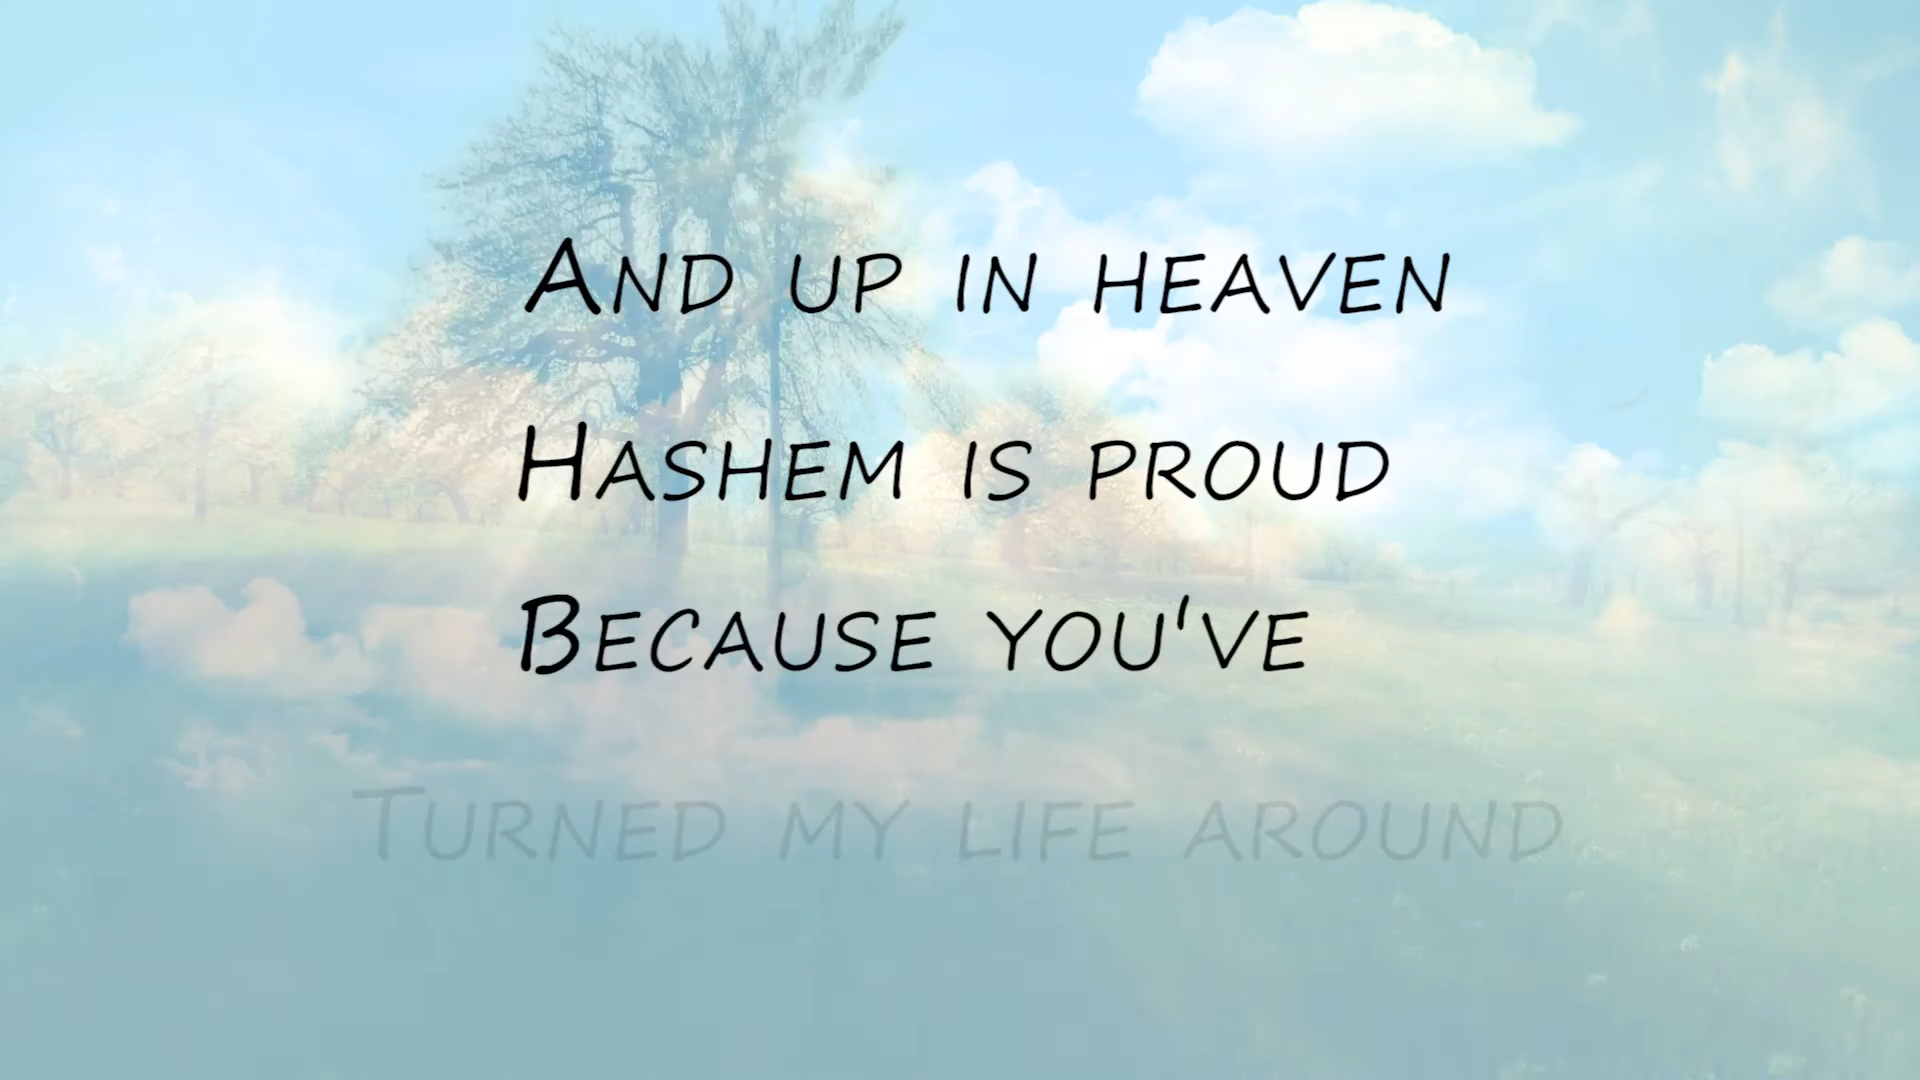 And up in heaven
Hashem is proud
Because you've
Turned my life around